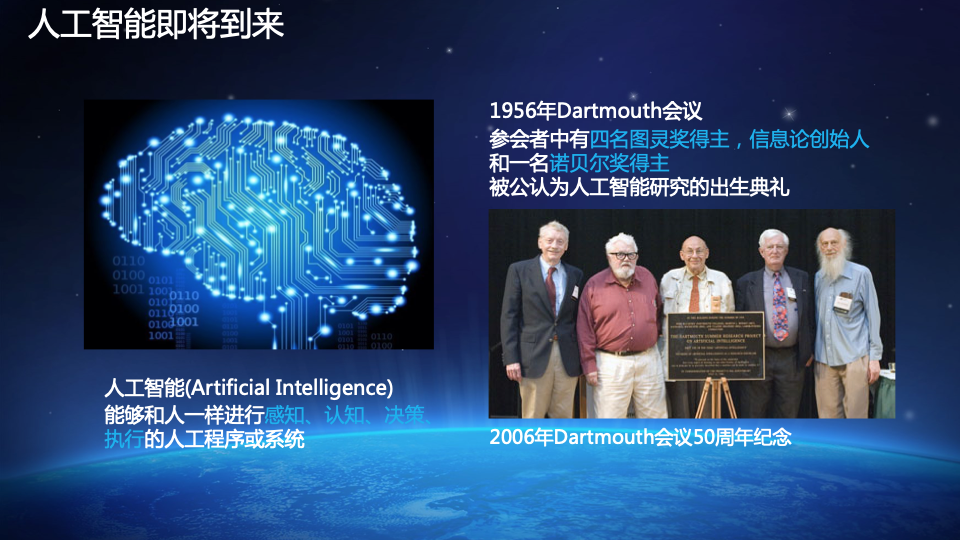 人工智能即将到来
1956年Dartmouth会议
参会者中有四名图灵奖得主，信息论创始人
和一名诺贝尔奖得主
被公认为人工智能研究的出生典礼
0110
0100
1001
0101
1001
0110
0100
1001
THE DARTMOUTH SUMMER RESEARCH PROJECT
ON ARTIFICIAL INTELLIGENCE
人工智能(Artificial Intelligence)
能够和人一样进行感知、认知、决策、
执行的人工程序或系统
2006年Dartmouth会议50周年纪念